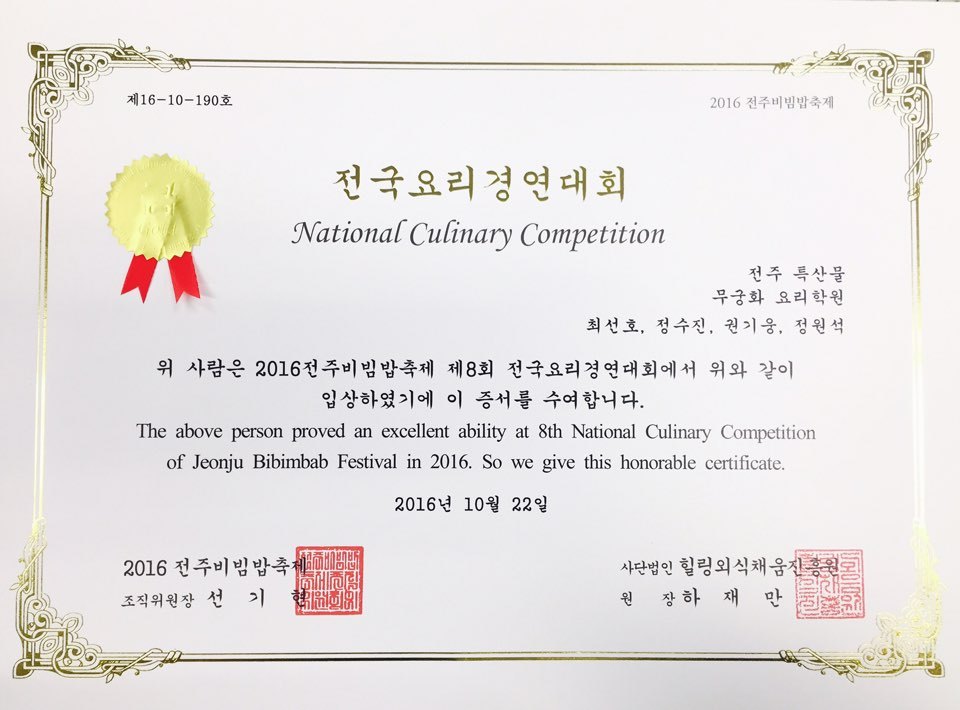 제16-10-190호
2016 전주비빔밥축제
전국요리경연대회
National Culinary Competition
전주 특산물
무궁화 요리학원
최선호, 정수진, 권기웅, 정원석
위 사람은 2016전주비빔밥축제 제8회 전국요리경연대회에서 위와 같이
입상하였기에 이 증서를 수여합니다.
The above person proved an excellent ability at 8th National Culinary Competition
of Jeonju Bibimbab Festival in 2016. So we give this honorable certificate.
2016년 10월 22일
2016 전주비빔밥축제
조직위원장 선 기 현
사단법인 힐링외식채움진흥원
원 장 하 재 만